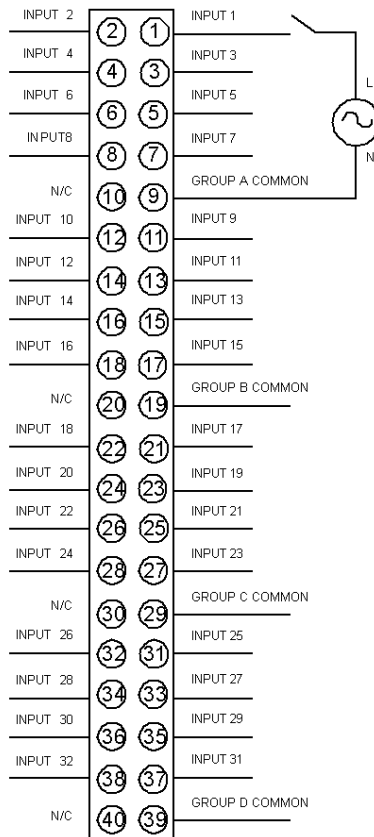 INPUT 2 2 1 INPUT 1
INPUT 4 4 3 INPUT 3
L
INPUT 6 6 5 INPUT 5
INPUT8 8 7 INPUT 7
N
N/C 10 9 GROUP A COMMON
INPUT 10 12 11 INPUT 9
INPUT 12 14 13 INPUT 11
INPUT 14 16 15 INPUT 13
INPUT 16 18 17 INPUT 15
N/C 20 19 GROUP B COMMON
INPUT 18 22 21 INPUT 17
INPUT 20 24 23 INPUT 19
INPUT 22 26 25 INPUT 21
INPUT 24 28 27 INPUT 23
N/C 30 29 GROUP C COMMON
INPUT 26 32 31 INPUT 25
INPUT 28 34 33 INPUT 27
INPUT 30 36 35 INPUT 29
INPUT 32 38 37 INPUT 31
N/C 40 39 GROUP D COMMON